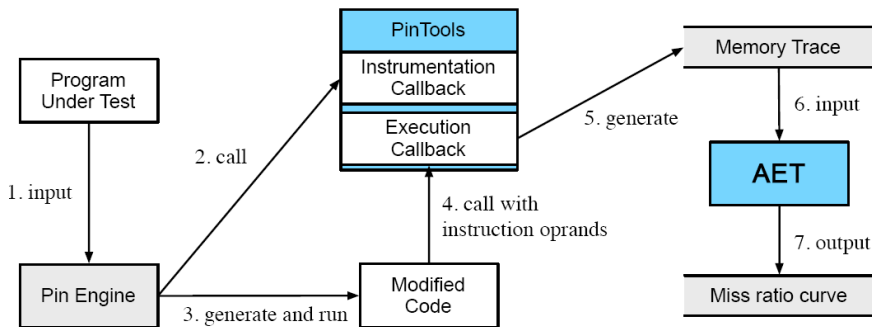 PinTools
Instrumentation
Callback
Execution
Callback
Program
Under Test
Memory Trace
1. input
2. call
5. generate
6. input
AET
4. call with
instruction oprands
7. output
Pin Engine
3. generate and run
Modified
Code
Miss ratio curve